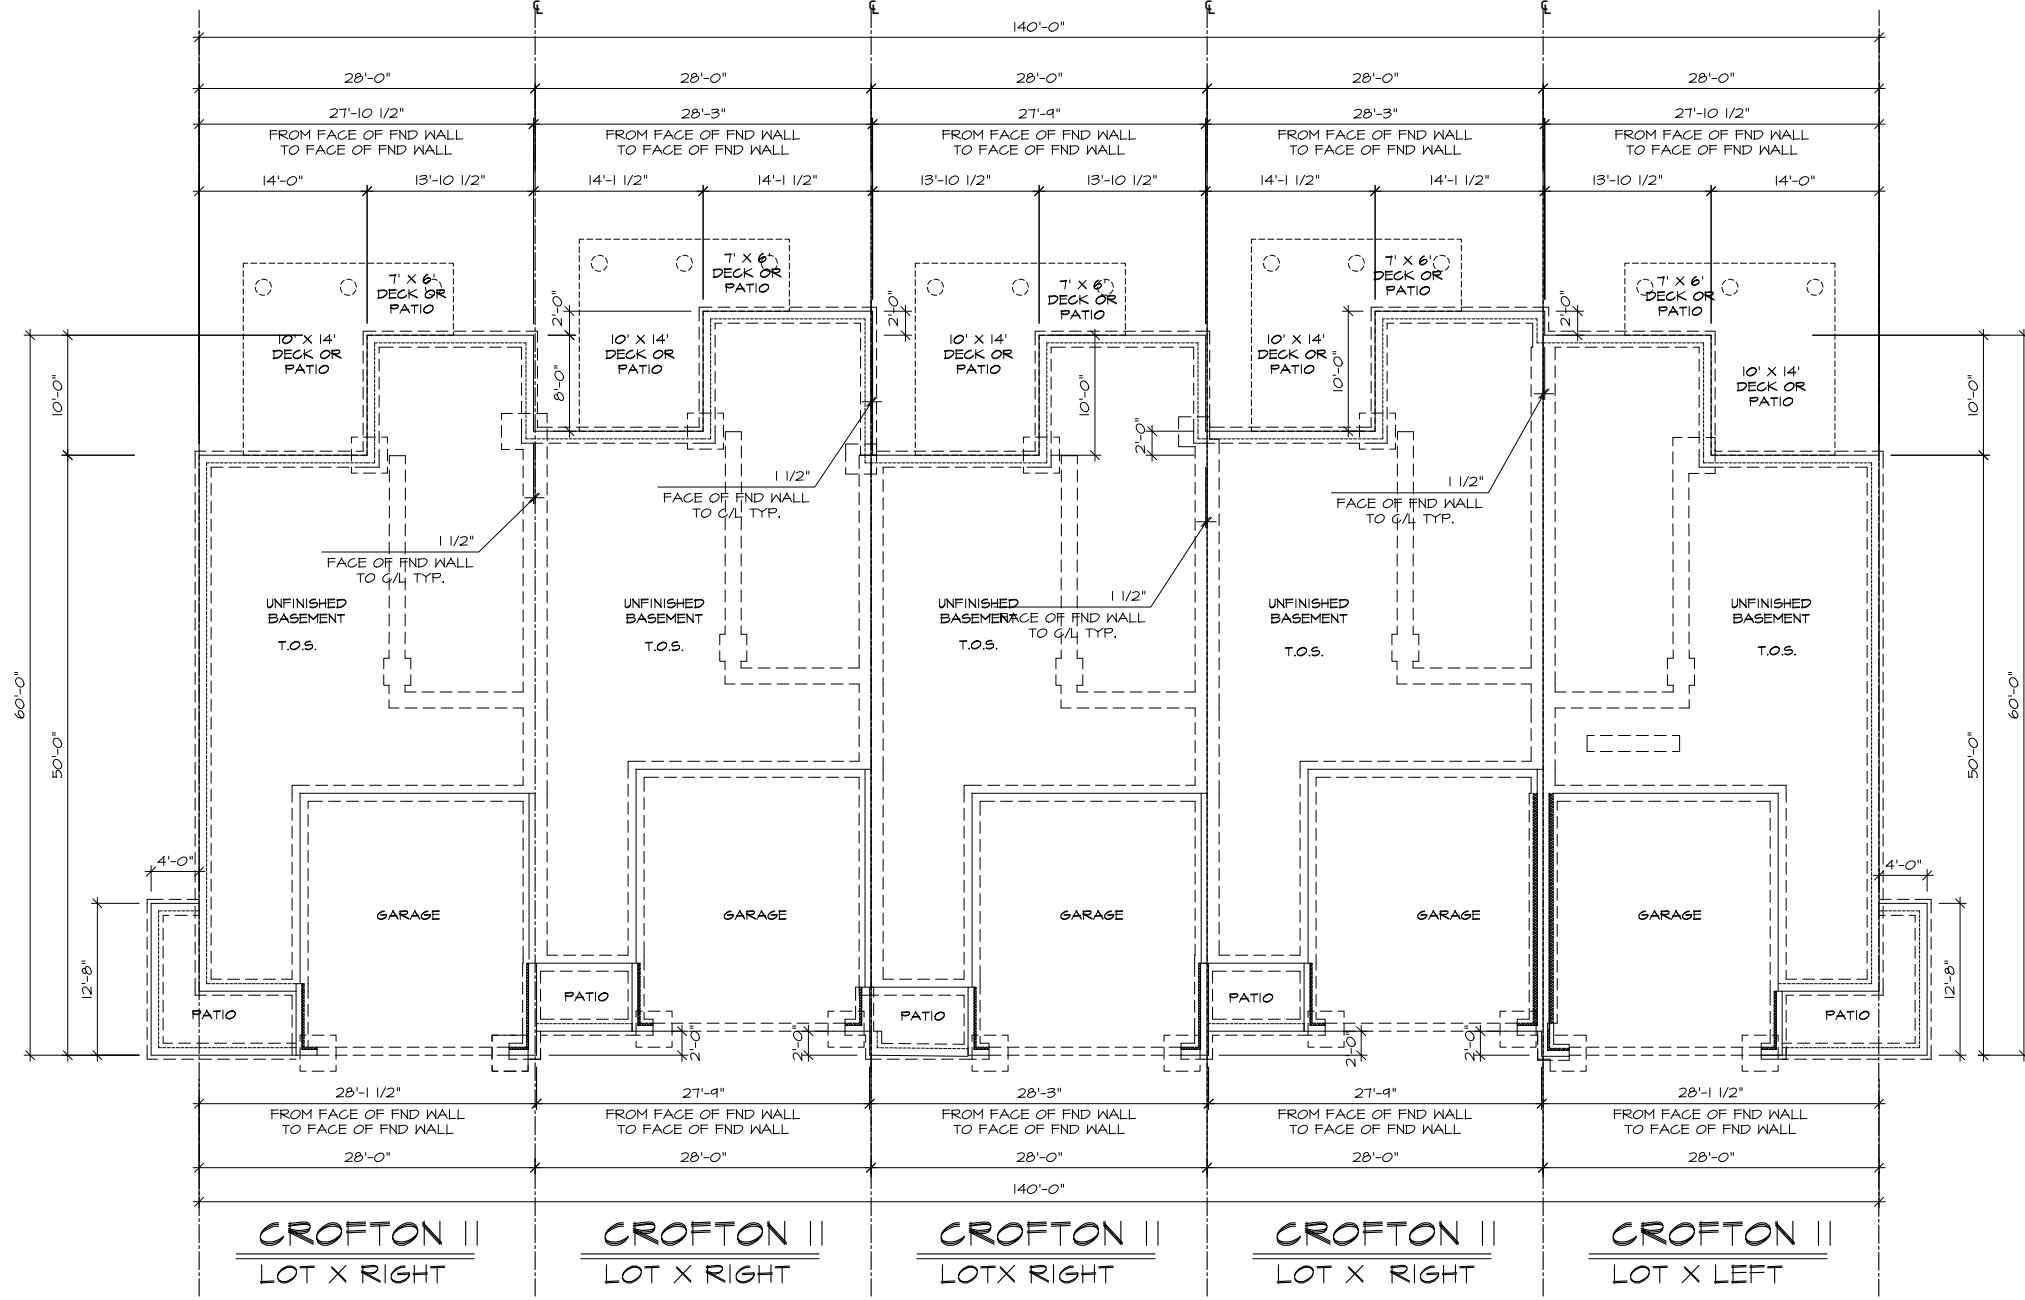 ℄ ℄ ℄ ℄
140'-0"
28'-0" 28'-0" 28'-0" 28'-0" 28'-0"
27'-10 1/2" 28'-3" 27'-9" 28'-3" 27'-10 1/2"
FROM FACE OF FND WALL FROM FACE OF FND WALL FROM FACE OF FND WALL FROM FACE OF FND WALL FROM FACE OF FND WALL
TO FACE OF FND WALL TO FACE OF FND WALL TO FACE OF FND WALL TO FACE OF FND WALL TO FACE OF FND WALL
14'-0" 13'-10 1/2" 14'-1 1/2" 14'-1 1/2" 13'-10 1/2" 13'-10 1/2" 14'-1 1/2" 14'-1 1/2" 13'-10 1/2" 14'-0"
7' X 6'
DECK OR
PATIO
7' X 6'
DECK OR
PATIO
7' X 6'
DECK OR
PATIO
7' X 6'
DECK OR
PATIO
7' X 6'
DECK OR
PATIO
2'-0" 2'-0" 2'-0"
10' X 14'
DECK OR
PATIO
10' X 14'
DECK OR
PATIO
10' X 14'
DECK OR
PATIO
10' X 14'
DECK OR
PATIO
10' X 14'
DECK OR
PATIO
10'-0" 8'-0" 10'-0" 10'-0" 10'-0"
2'-0"
1 1/2"
FACE OF FND WALL
TO C/L TYP.
1 1/2"
FACE OF FND WALL
TO C/L TYP.
1 1/2"
FACE OF FND WALL
TO C/L TYP.
1 1/2"
FACE OF FND WALL
TO C/L TYP.
UNFINISHED
BASEMENT
T.O.S.
UNFINISHED
BASEMENT
T.O.S.
UNFINISHED
BASEMENT
T.O.S.
UNFINISHED
BASEMENT
T.O.S.
UNFINISHED
BASEMENT
T.O.S.
60'-0" 50'-0" 50'-0" 60'-0"
4'-0" 4'-0"
GARAGE GARAGE GARAGE GARAGE GARAGE
12'-8" 12'-8"
PATIO PATIO PATIO PATIO PATIO
2'-0" 2'-0" 2'-0" 2'-0"
28'-1 1/2" 27'-9" 28'-3" 27'-9" 28'-1 1/2"
FROM FACE OF FND WALL FROM FACE OF FND WALL FROM FACE OF FND WALL FROM FACE OF FND WALL FROM FACE OF FND WALL
TO FACE OF FND WALL TO FACE OF FND WALL TO FACE OF FND WALL TO FACE OF FND WALL TO FACE OF FND WALL
28'-0" 28'-0" 28'-0" 28'-0" 28'-0"
140'-0"
CROFTON II CROFTON II CROFTON II CROFTON II CROFTON II
LOT X RIGHT LOT X RIGHT LOTX RIGHT LOT X RIGHT LOT X LEFT